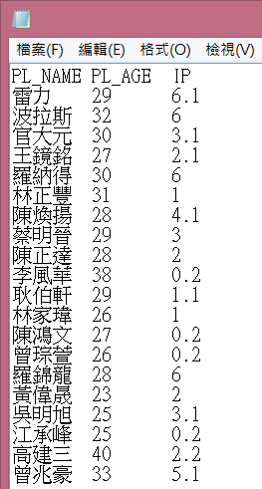 檔案(F) 編輯(E) 格式(O) 檢視(V)
PL_NAME PL_AGE IP
雷力 29 6.1
波拉斯 32 6
官大元 30 3.1
王鏡銘 27 2.1
羅納得 30 6
林正豐 31 1
陳煥揚 28 4.1
蔡明晉 29 3
陳正達 28 2
李風華 38 0.2
耿伯軒 29 1.1
林家瑋 26 1
陳鴻文 27 0.2
曾琮萱 26 0.2
羅錦龍 28 6
黃偉晟 23 2
吳明旭 25 3.1
江承峰 25 0.2
高建三 40 2.2
曾兆豪 33 5.1